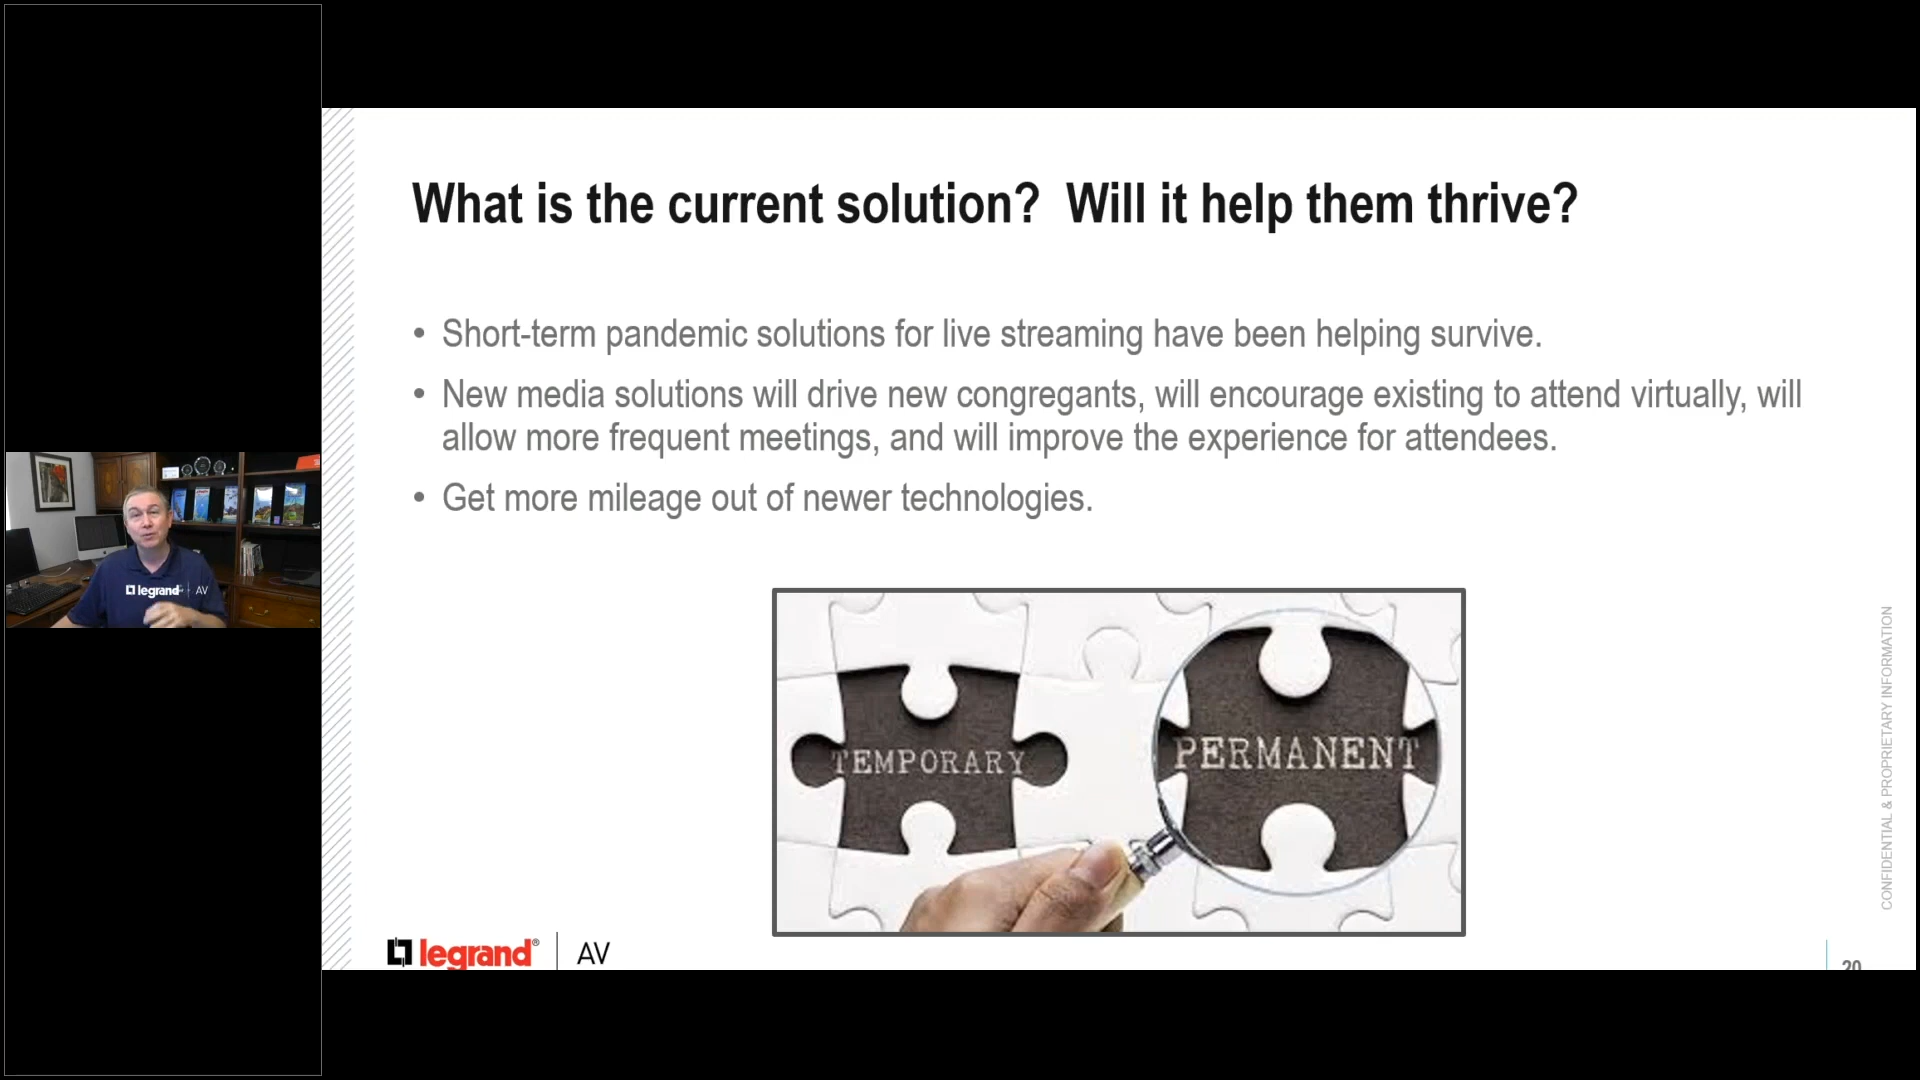 What is the current solution?  Will it help them thrive?
• Short-term pandemic solutions for live streaming have been helping survive.
• New media solutions will drive new congregants, will encourage existing to attend virtually, will
allow more frequent meetings, and will improve the experience for attendees.
• Get more mileage out of newer technologies.
legrand AV
TEMPORARY
PERMANENT
CONFIDENTIAL & PROPRIETARY INFORMATION
legrand® AV
20